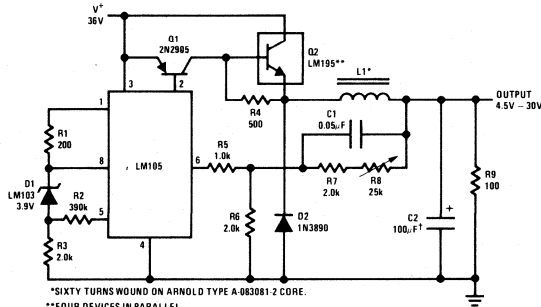 V+
36V
Q1
2N2905
Q2
LM195**
L1*
OUTPUT
4.5V – 30V
3
2
1
R4
500
C1
0.05µF
R1
200
8
LM105
6
R5
1.0k
R7
2.0k
R8
25k
R9
100
D1
LM103
3.9V
R2
390k
5
R6
2.0k
D2
1N3890
C2
100µF†
+
R3
2.0k
4
*SIXTY TURNS WOUND ON ARNOLD TYPE A-083081-2 CORE.
**FOUR DEVICES IN PARALLEL